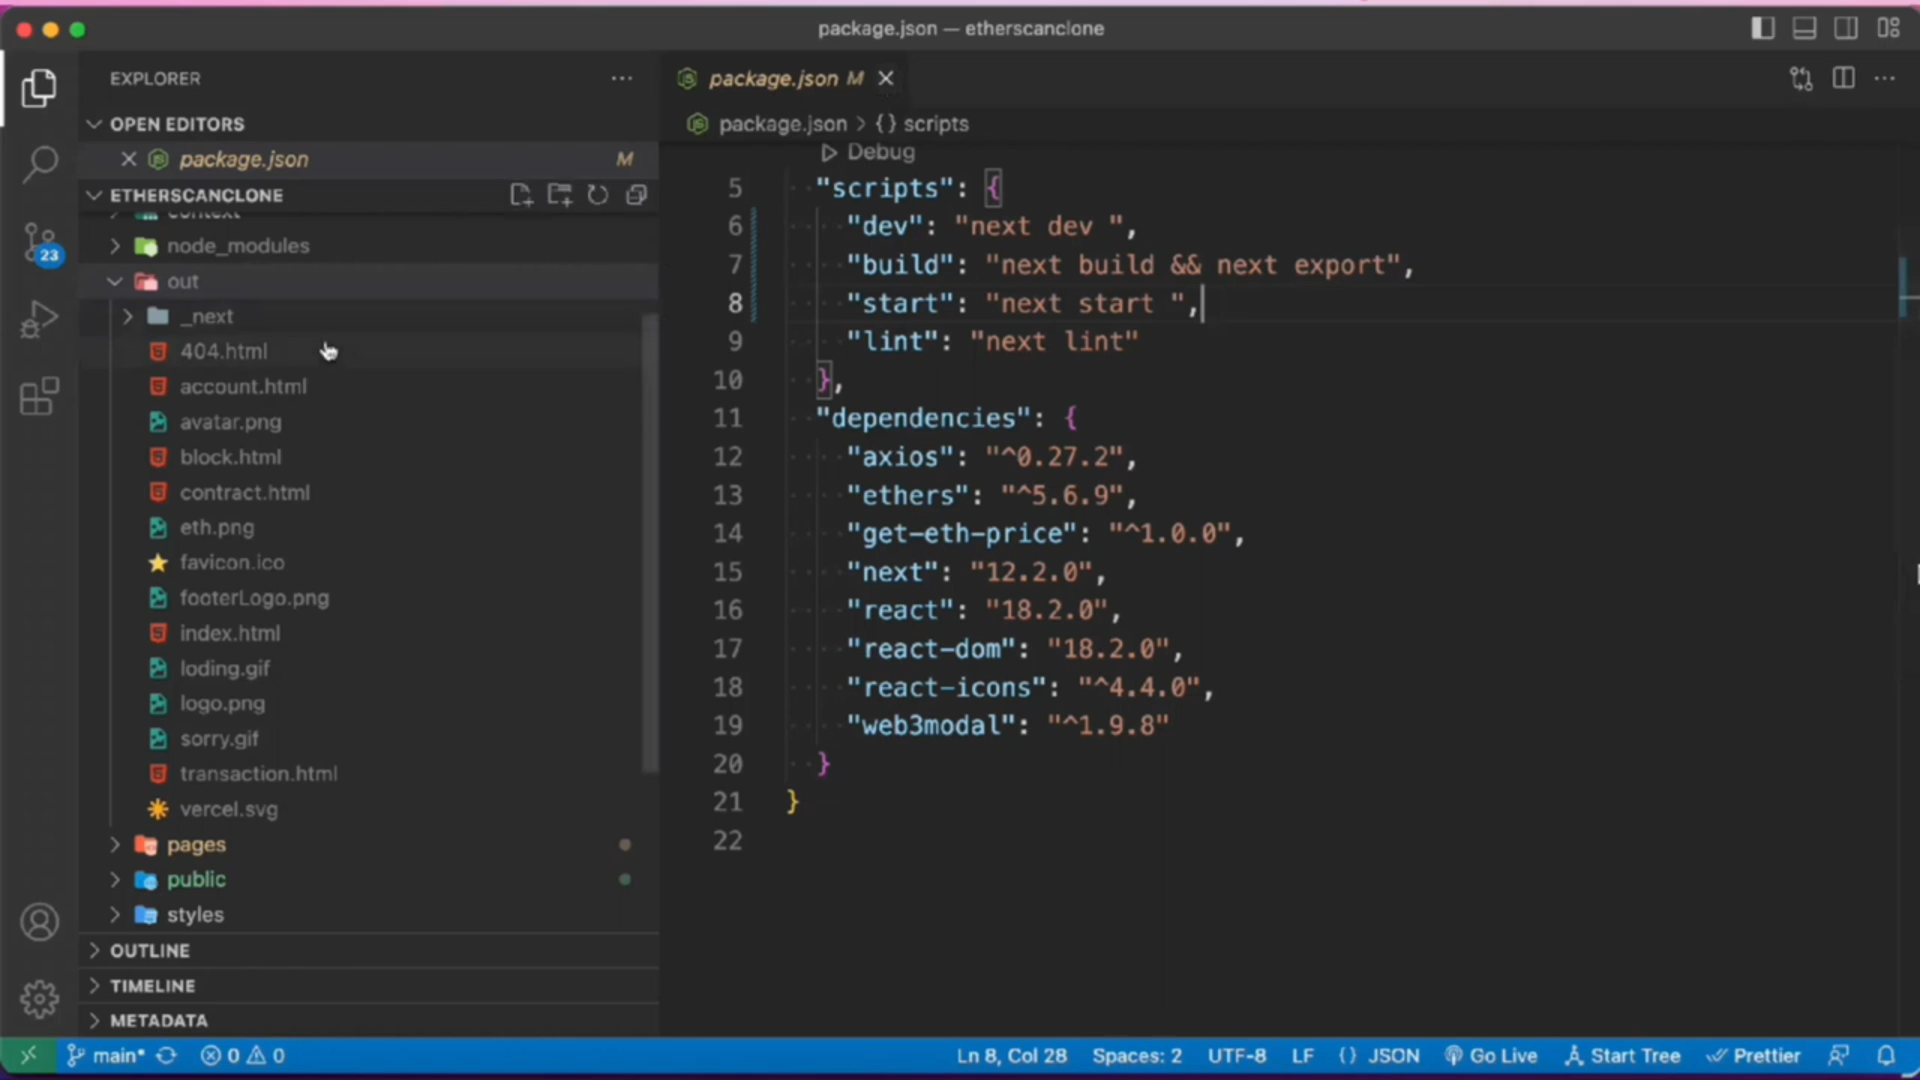 package.json — etherscanclone
EXPLORER
package.json M
OPEN EDITORS
package.json > {} scripts
package.json M
Debug
ETHERSCANCLONE
context
node_modules
out
_next
404.html
account.html
avatar.png
block.html
contract.html
eth.png
favicon.ico
footerLogo.png
index.html
loding.gif
logo.png
sorry.gif
transaction.html
vercel.svg
pages
public
styles
OUTLINE
TIMELINE
METADATA
23
5 "scripts": {
6 "dev": "next dev ",
7 "build": "next build && next export",
8 "start": "next start ",
9 "lint": "next lint"
10 },
11 "dependencies": {
12 "axios": "^0.27.2",
13 "ethers": "^5.6.9",
14 "get-eth-price": "^1.0.0",
15 "next": "12.2.0",
16 "react": "18.2.0",
17 "react-dom": "18.2.0",
18 "react-icons": "^4.4.0",
19 "web3modal": "^1.9.8"
20 }
21 }
22
main* 0 0 Ln 8, Col 28 Spaces: 2 UTF-8 LF {} JSON Go Live Start Tree Prettier